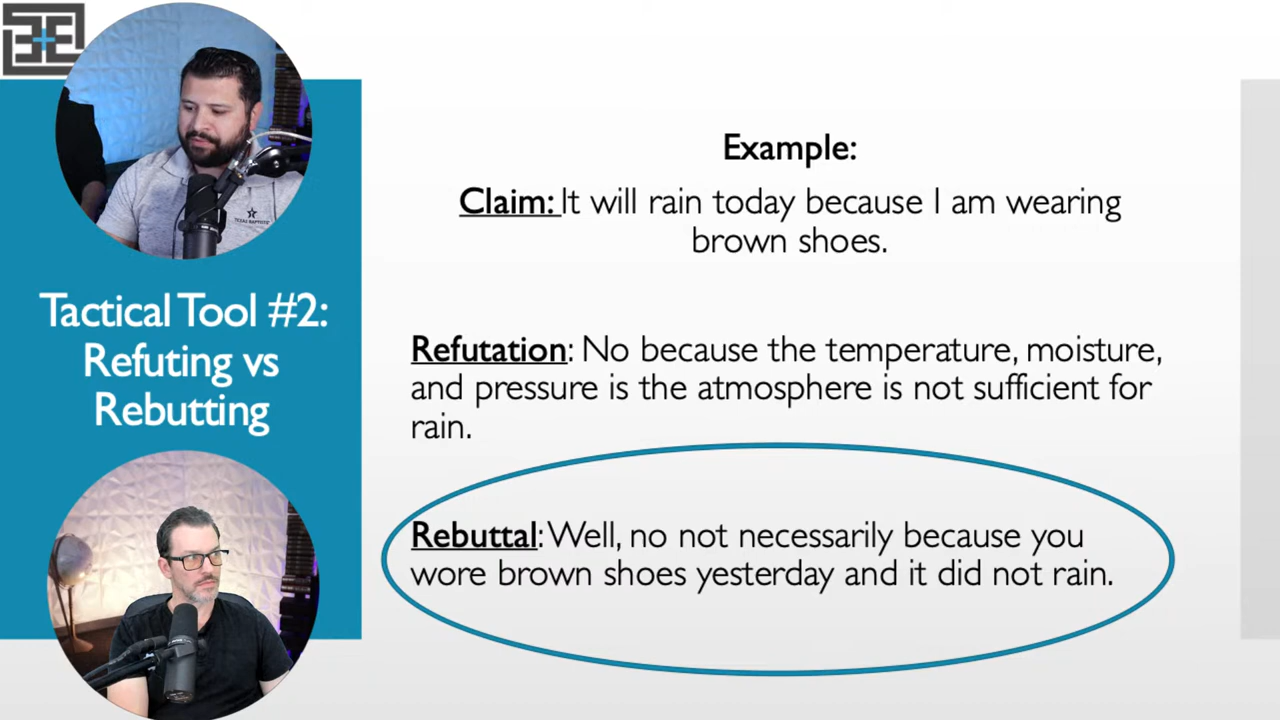 Tactical Tool #2:
Refuting vs
Rebutting
Example:
Claim: It will rain today because I am wearing
brown shoes.
Refutation: No because the temperature, moisture,
and pressure is the atmosphere is not sufficient for
rain.
Rebuttal: Well, no not necessarily because you
wore brown shoes yesterday and it did not rain.
TEXAS BAPTISTS